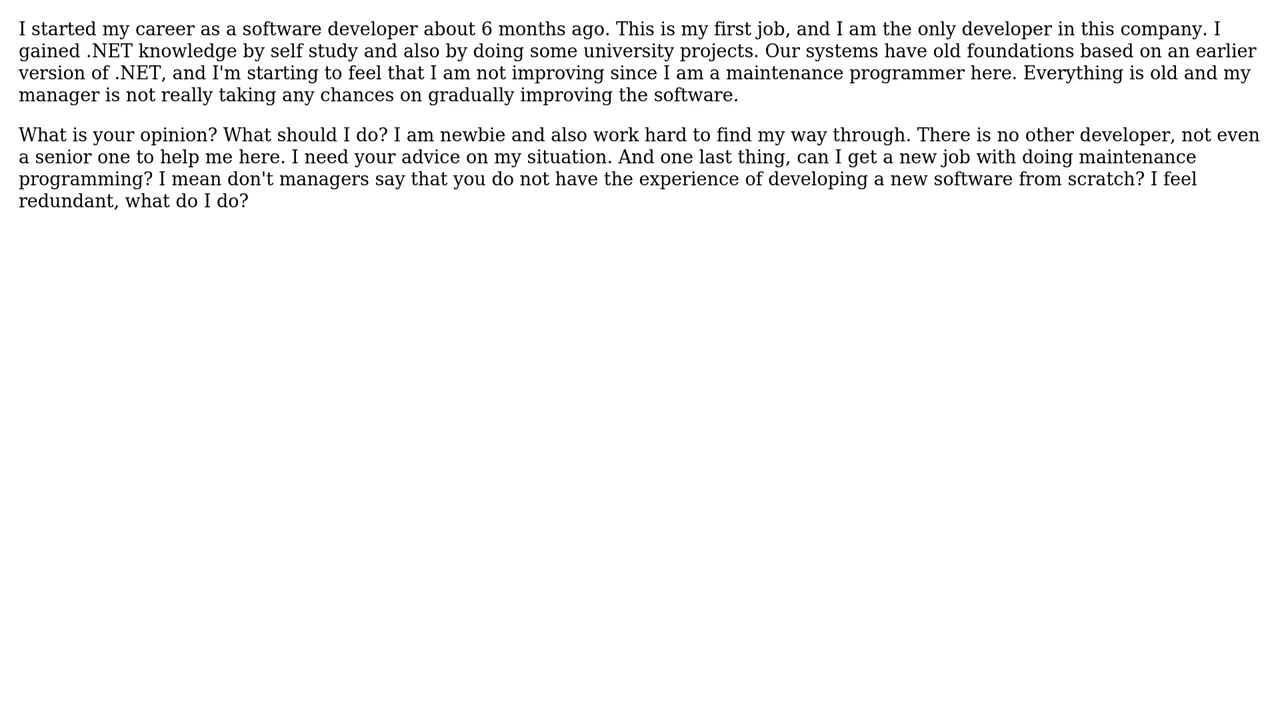 I started my career as a software developer about 6 months ago. This is my first job, and I am the only developer in this company. I
gained .NET knowledge by self study and also by doing some university projects. Our systems have old foundations based on an earlier
version of .NET, and I'm starting to feel that I am not improving since I am a maintenance programmer here. Everything is old and my
manager is not really taking any chances on gradually improving the software.
What is your opinion? What should I do? I am newbie and also work hard to find my way through. There is no other developer, not even
a senior one to help me here. I need your advice on my situation. And one last thing, can I get a new job with doing maintenance
programming? I mean don't managers say that you do not have the experience of developing a new software from scratch? I feel
redundant, what do I do?